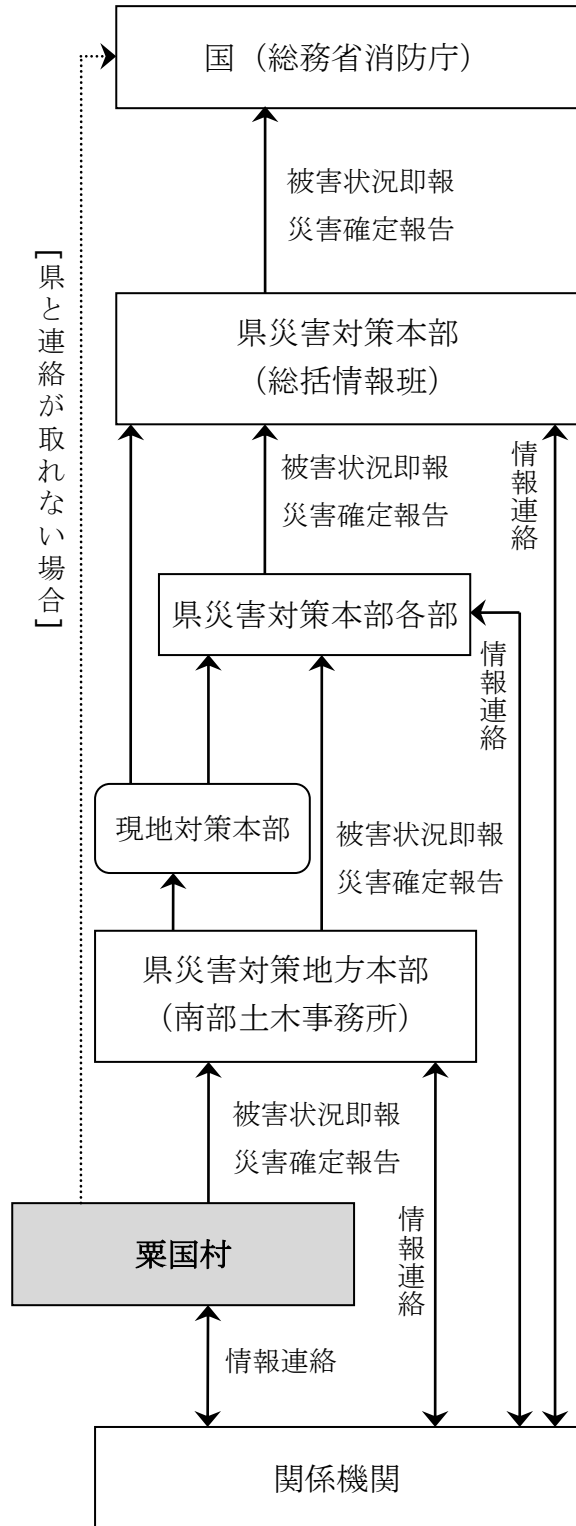 国（総務省消防庁）
被害状況即報
災害確定報告
[県と連絡が取れない場合]
県災害対策本部
（総括情報班）
被害状況即報
災害確定報告
情報連絡
県災害対策本部各部
情報連絡
現地対策本部
被害状況即報
災害確定報告
県災害対策地方本部
（南部土木事務所）
被害状況即報
災害確定報告
情報連絡
粟国村
情報連絡
関係機関